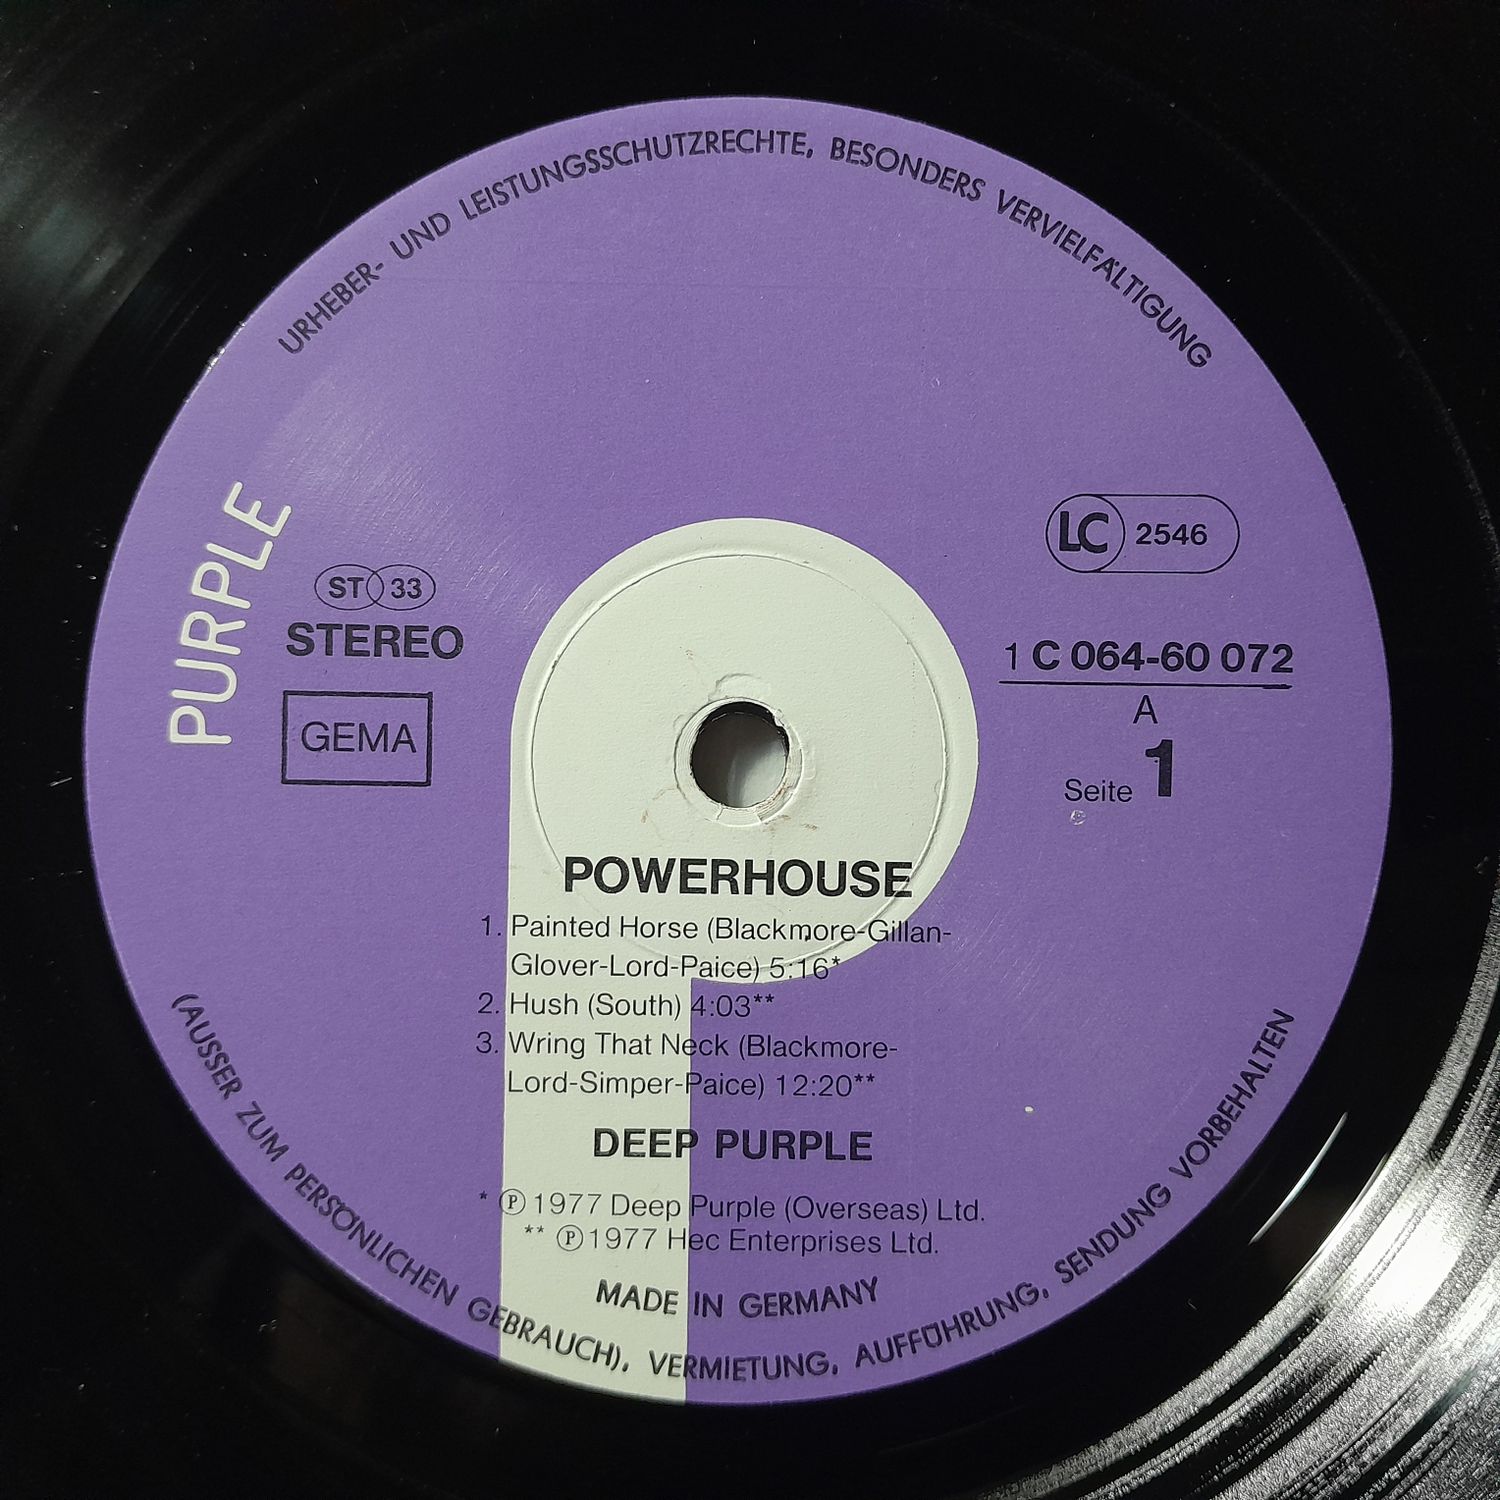 URHEBER- UND LEISTUNGSSCHUTZRECHTE, BESONDERS VERVIELFÄLTIGUNG
PURPLE
ST 33
STEREO
GEMA
LC 2546
1 C 064-60 072
A
Seite 1
POWERHOUSE
1. Painted Horse (Blackmore-Gillan-
Glover-Lord-Paice) 5:16*
2. Hush (South) 4:03**
3. Wring That Neck (Blackmore-
Lord-Simper-Paice) 12:20**
DEEP PURPLE
* Ⓟ 1977 Deep Purple (Overseas) Ltd.
** Ⓟ 1977 Hec Enterprises Ltd.
MADE IN GERMANY
(AUSSER ZUM PERSÖNLICHEN GEBRAUCH), VERMIETUNG, AUFFÜHRUNG, SENDUNG VORBEHALTEN